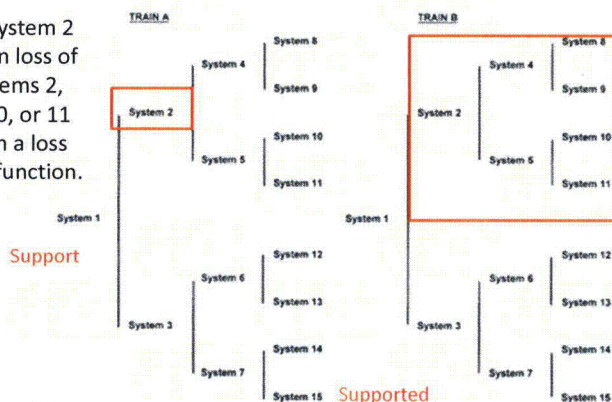 ystem 2
n loss of
ems 2,
0, or 11
n a loss
function.
TRAIN A
System 8
System 4
System 9
System 2
System 10
System 5
System 11
System 1
Support
System 12
System 6
System 13
System 3
System 14
System 7
System 15
TRAIN B
System 8
System 4
System 9
System 2
System 10
System 5
System 11
System 1
System 12
System 6
System 13
System 3
System 14
System 7
System 15
Supported